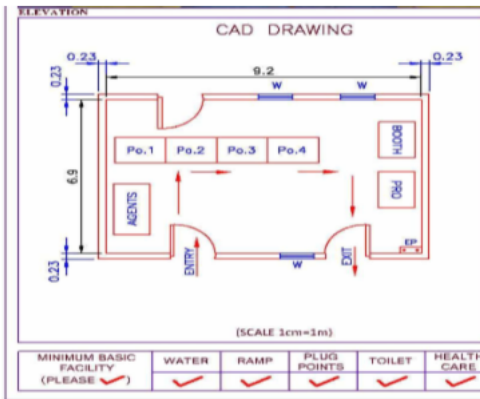 ELEVATION
CAD DRAWING
0.23
9.2
0.23
0.23
W
W
Po.1
Po.2
Po.3
Po.4
BOOTH
6.9
AGENTS
PRO
EP
0.23
ENTRY
W
EXIT
(SCALE 1cm=1m)
MINIMUM BASIC
FACILITY
(PLEASE ✓)
WATER
RAMP
PLUG
POINTS
TOILET
HEALTH
CARE
✓ ✓ ✓ ✓ ✓